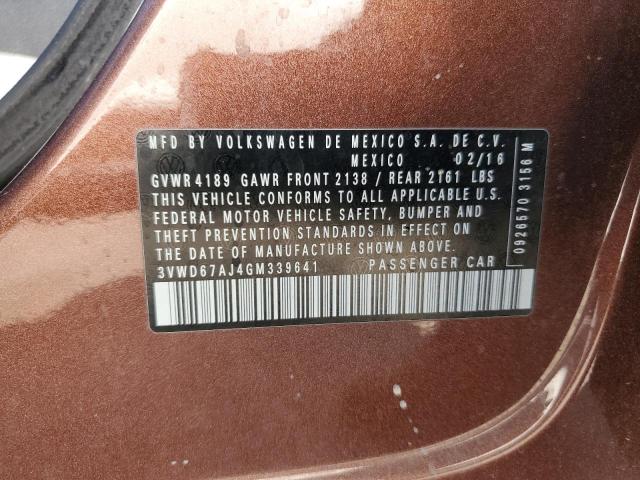 MFD BY VOLKSWAGEN DE MEXICO S.A. DE C.V.
MEXICO 02/16
GVWR 4189 GAWR FRONT 2138 / REAR 2161 LBS
THIS VEHICLE CONFORMS TO ALL APPLICABLE U.S.
FEDERAL MOTOR VEHICLE SAFETY, BUMPER AND
THEFT PREVENTION STANDARDS IN EFFECT ON
THE DATE OF MANUFACTURE SHOWN ABOVE.
3VWD67AJ4GM339641 PASSENGER CAR
0926570 3156 M